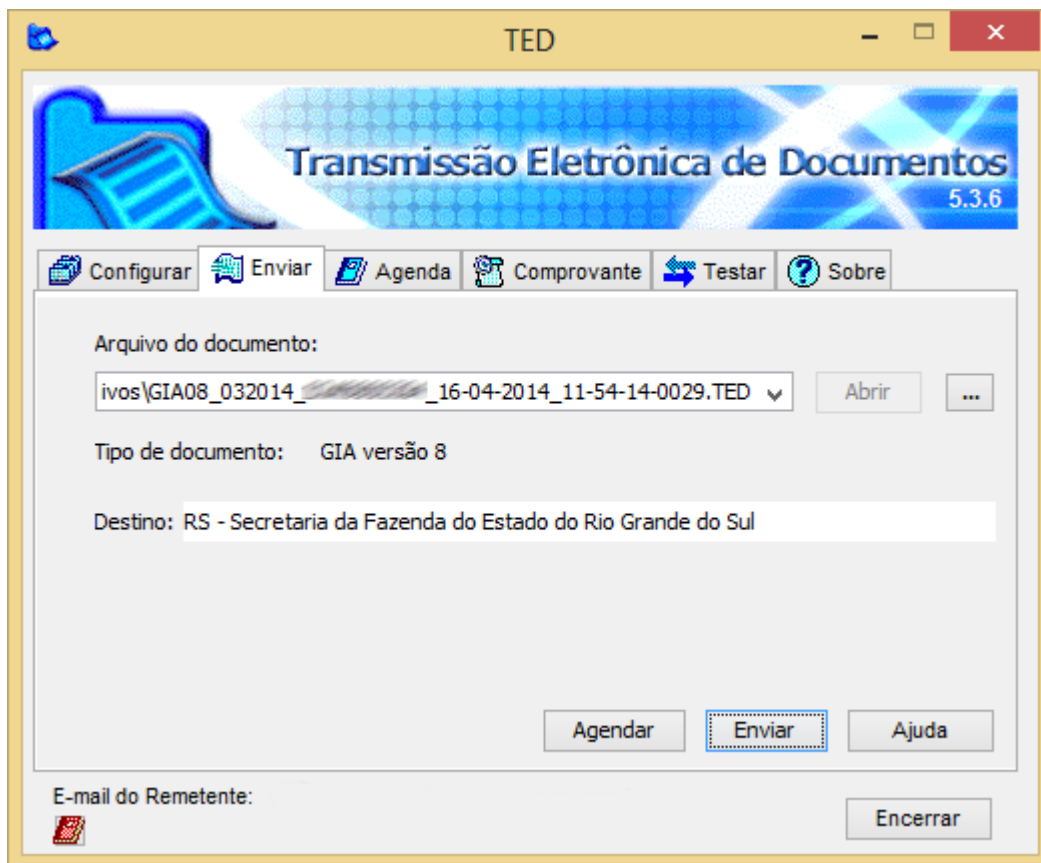 TED
Transmissão Eletrônica de Documentos
5.3.6
Configurar Enviar Agenda Comprovante Testar Sobre
Arquivo do documento:
ivos\GIA08_032014_ _16-04-2014_11-54-14-0029.TED Abrir ...
Tipo de documento: GIA versão 8
Destino: RS - Secretaria da Fazenda do Estado do Rio Grande do Sul
Agendar Enviar Ajuda
E-mail do Remetente:
Encerrar